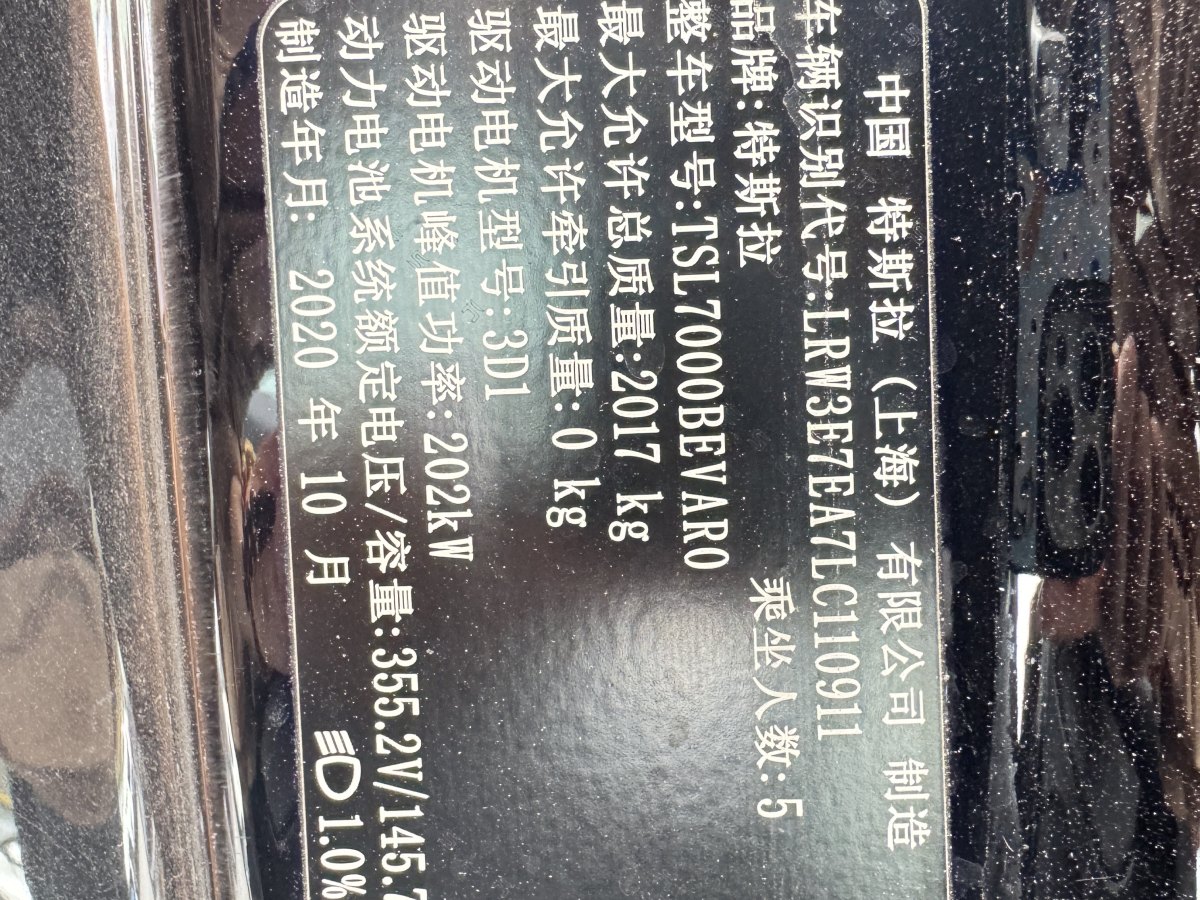 中国 特斯拉（上海）有限公司 制造
车辆识别代号:LRW3E7EA7LC110911
品牌:特斯拉 乘坐人数:5
整车型号:TSL7000BEVAR0
最大允许总质量:2017 kg
最大允许牵引质量:0 kg
驱动电机型号:3D1
驱动电机峰值功率:202kW
动力电池系统额定电压/容量:355.2V/145.7
制造年月: 2020 年 10 月 1.0%